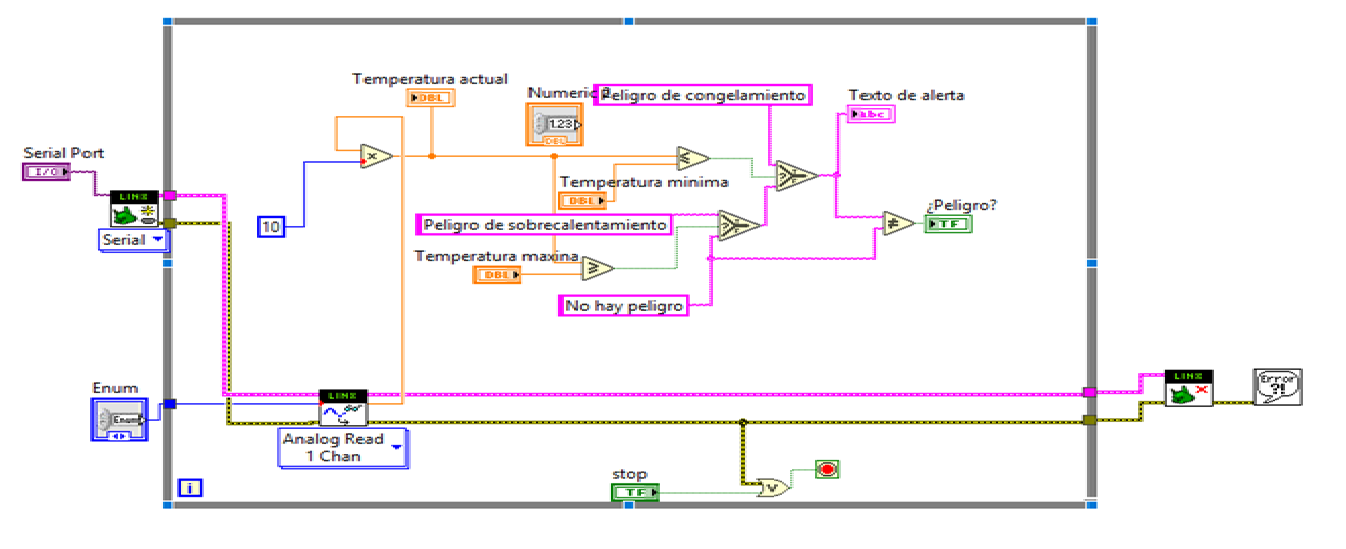 Temperatura actual
DBL
Numeric
Peligro de congelamiento
Texto de alerta
abc
1.23
DBL
Serial Port
I/O
LINX
Serial
10
Temperatura minima
DBL
Peligro de sobrecalentamiento
¿Peligro?
TF
Temperatura maxina
DBL
No hay peligro
Enum
Enum
LINX
Analog Read
1 Chan
LINX
Error
?!
stop
TF
i